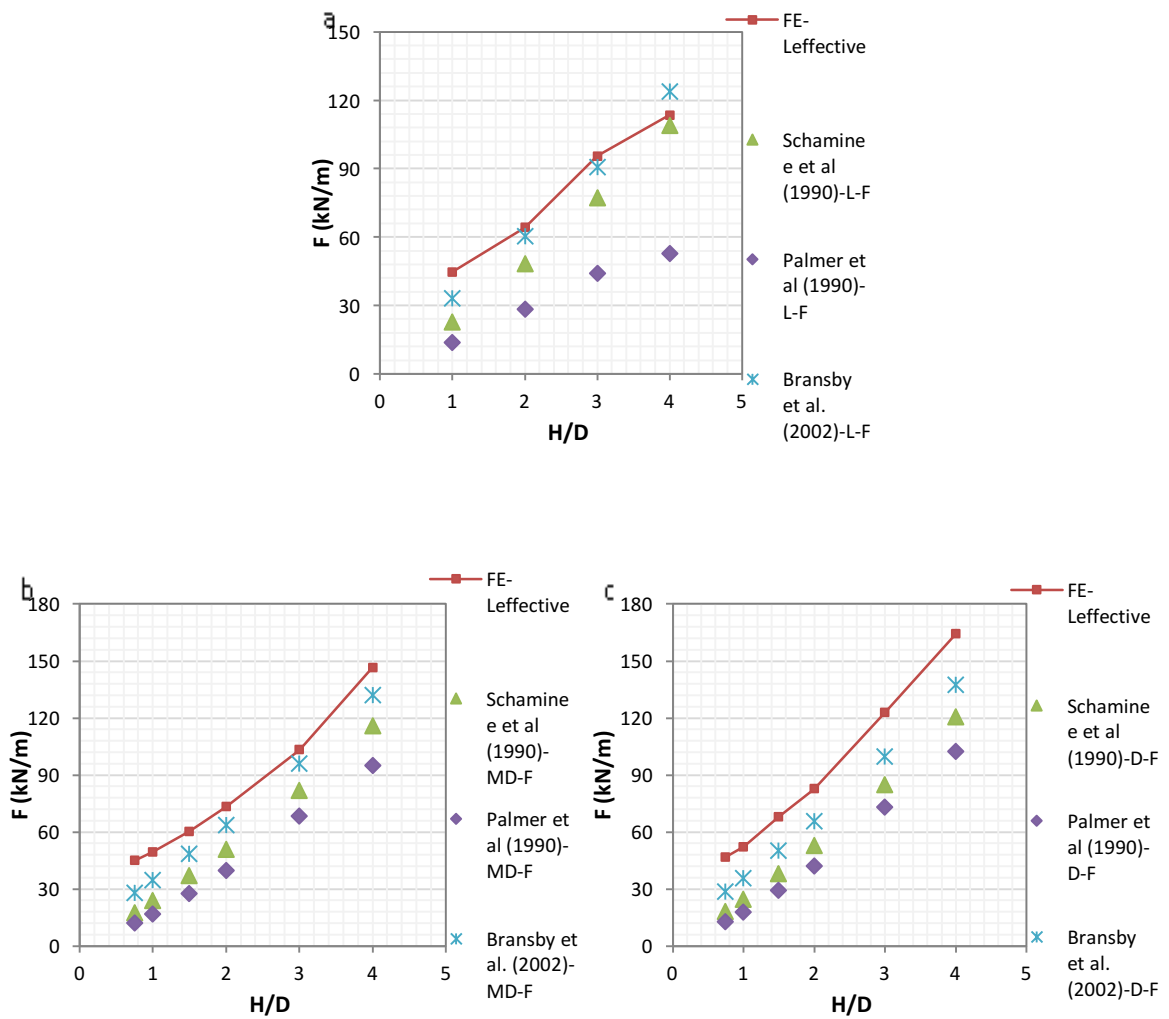 a
150
120
90
60
30
0
0 1 2 3 4 5
F (kN/m)
H/D
FE-
Leffective
Schamine
e et al
(1990)-L-F
Palmer et
al (1990)-
L-F
Bransby
et al.
(2002)-L-F
b
180
150
120
90
60
30
0
0 1 2 3 4 5
F (kN/m)
H/D
FE-
Leffective
Schamine
e et al
(1990)-
MD-F
Palmer et
al (1990)-
MD-F
Bransby et
al. (2002)-
MD-F
c
180
150
120
90
60
30
0
0 1 2 3 4 5
F (kN/m)
H/D
FE-
Leffective
Schamine
e et al
(1990)-D-F
Palmer et
al (1990)-
D-F
Bransby
et al.
(2002)-D-F